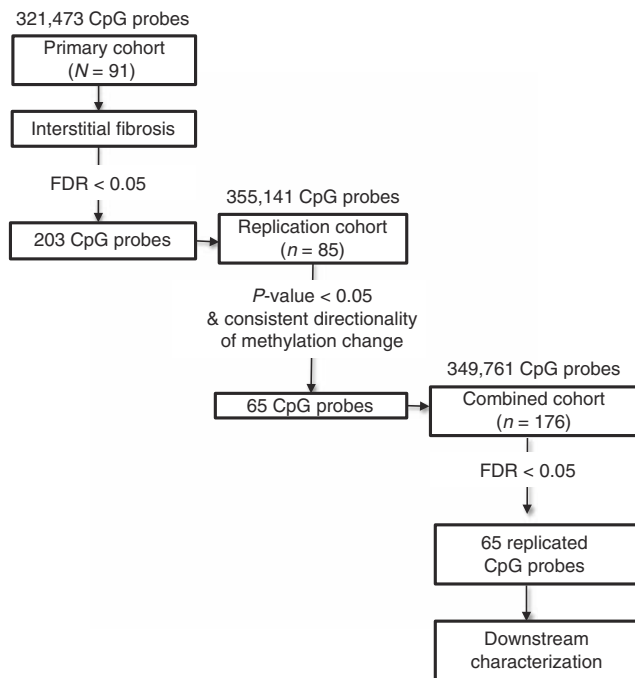 321,473 CpG probes
Primary cohort
(N = 91)
Interstitial fibrosis
FDR < 0.05
203 CpG probes
355,141 CpG probes
Replication cohort
(n = 85)
P-value < 0.05
& consistent directionality
of methylation change
65 CpG probes
349,761 CpG probes
Combined cohort
(n = 176)
FDR < 0.05
65 replicated
CpG probes
Downstream
characterization